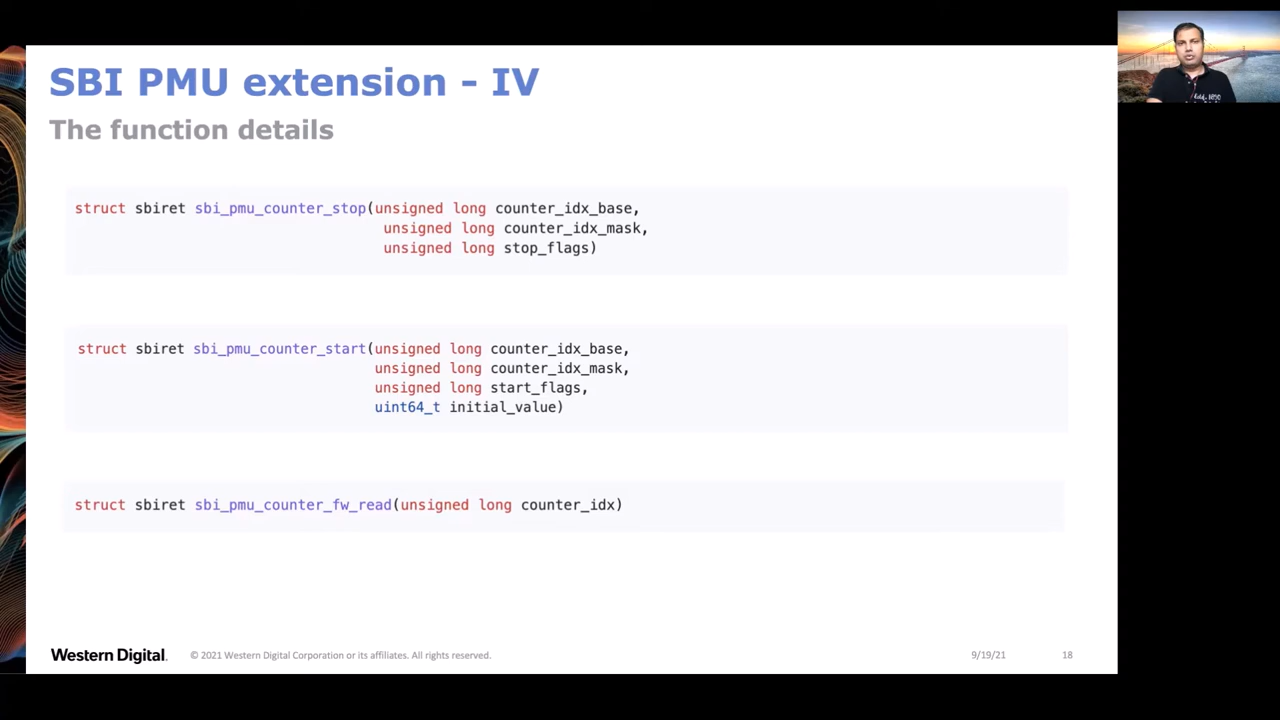 SBI PMU extension - IV
The function details
struct sbiret sbi_pmu_counter_stop(unsigned long counter_idx_base,
unsigned long counter_idx_mask,
unsigned long stop_flags)
struct sbiret sbi_pmu_counter_start(unsigned long counter_idx_base,
unsigned long counter_idx_mask,
unsigned long start_flags,
uint64_t initial_value)
struct sbiret sbi_pmu_counter_fw_read(unsigned long counter_idx)
Western Digital. © 2021 Western Digital Corporation or its affiliates. All rights reserved. 9/19/21 18